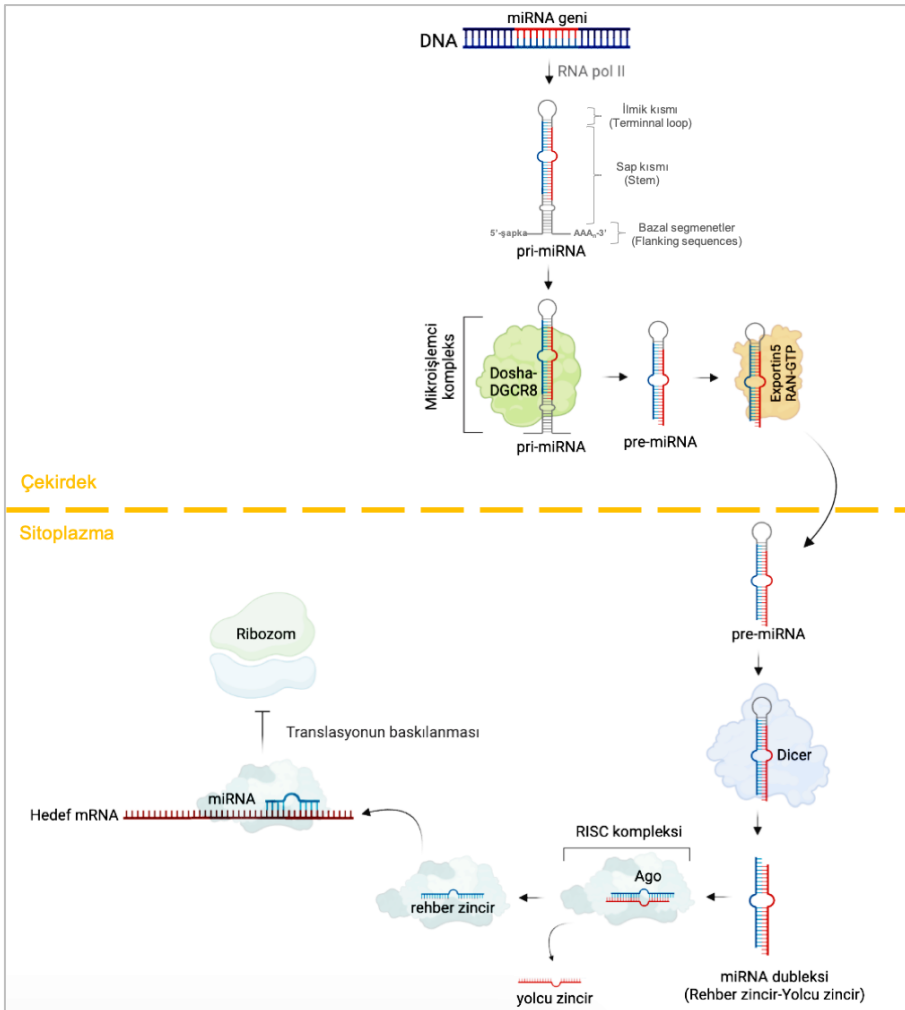 miRNA geni
DNA
RNA pol II
İlmik kısmı
(Terminnal loop)
Sap kısmı
(Stem)
5'-şapka
AAAn-3'
Bazal segmenetler
(Flanking sequences)
pri-miRNA
Mikroişlemci
kompleks
Dosha-
DGCR8
pri-miRNA
pre-miRNA
Exportin5
RAN-GTP
Çekirdek
Sitoplazma
pre-miRNA
Ribozom
Dicer
Translasyonun baskılanması
miRNA
Hedef mRNA
RISC kompleksi
Ago
rehber zincir
yolcu zincir
miRNA dubleksi
(Rehber zincir-Yolcu zincir)